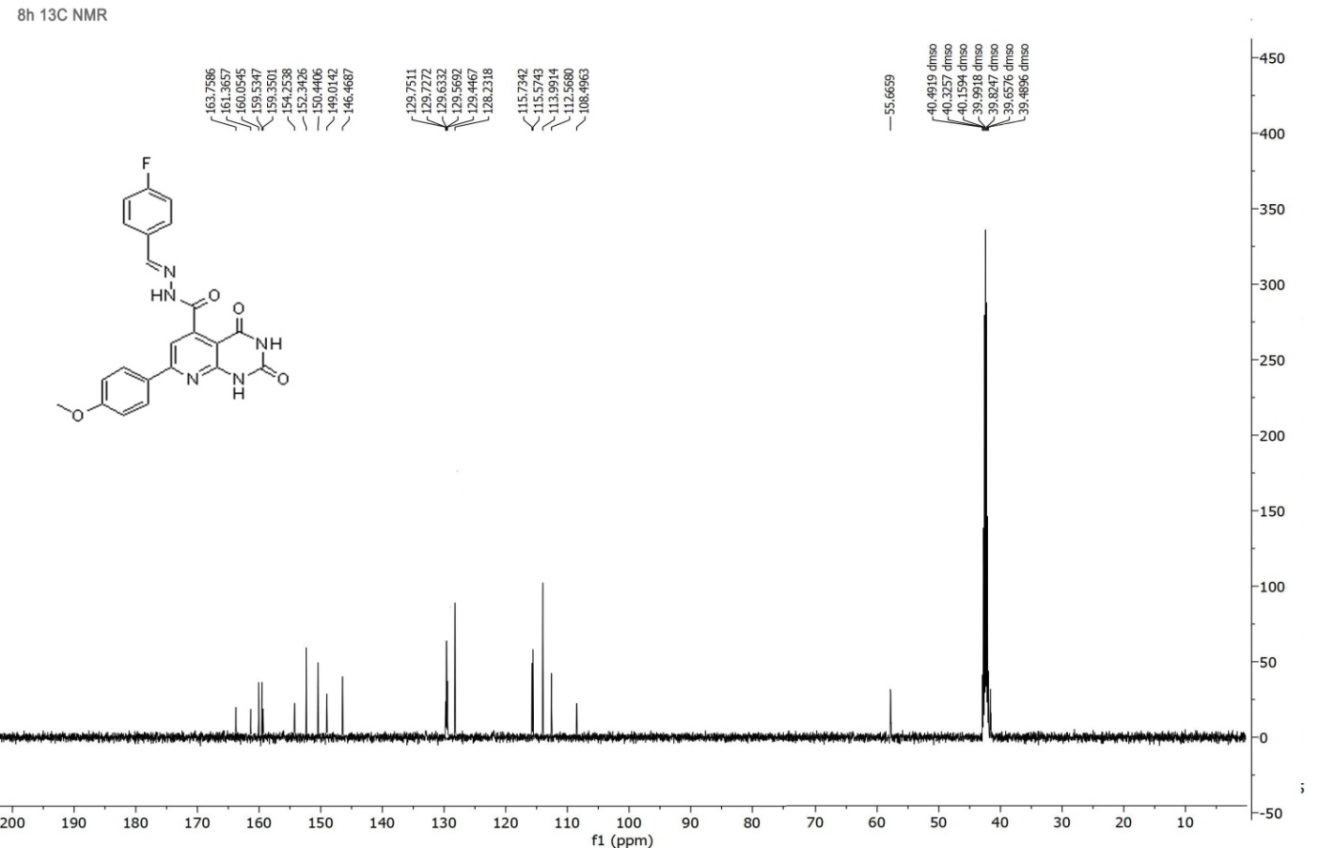 8h 13C NMR
163.7586
161.3657
160.0545
159.5347
159.3501
154.2538
152.3426
150.4406
149.0142
146.4687
129.7511
129.7272
129.6332
129.5692
129.4467
128.2318
115.7342
115.5743
113.9914
112.5680
108.4963
55.6659
40.4919 dmso
40.3257 dmso
40.1594 dmso
39.9918 dmso
39.8247 dmso
39.6576 dmso
39.4896 dmso
F
N
HN
O
O
NH
N
N
H
O
O
450
400
350
300
250
200
150
100
50
0
-50
200 190 180 170 160 150 140 130 120 110 100 90 80 70 60 50 40 30 20 10
f1 (ppm)